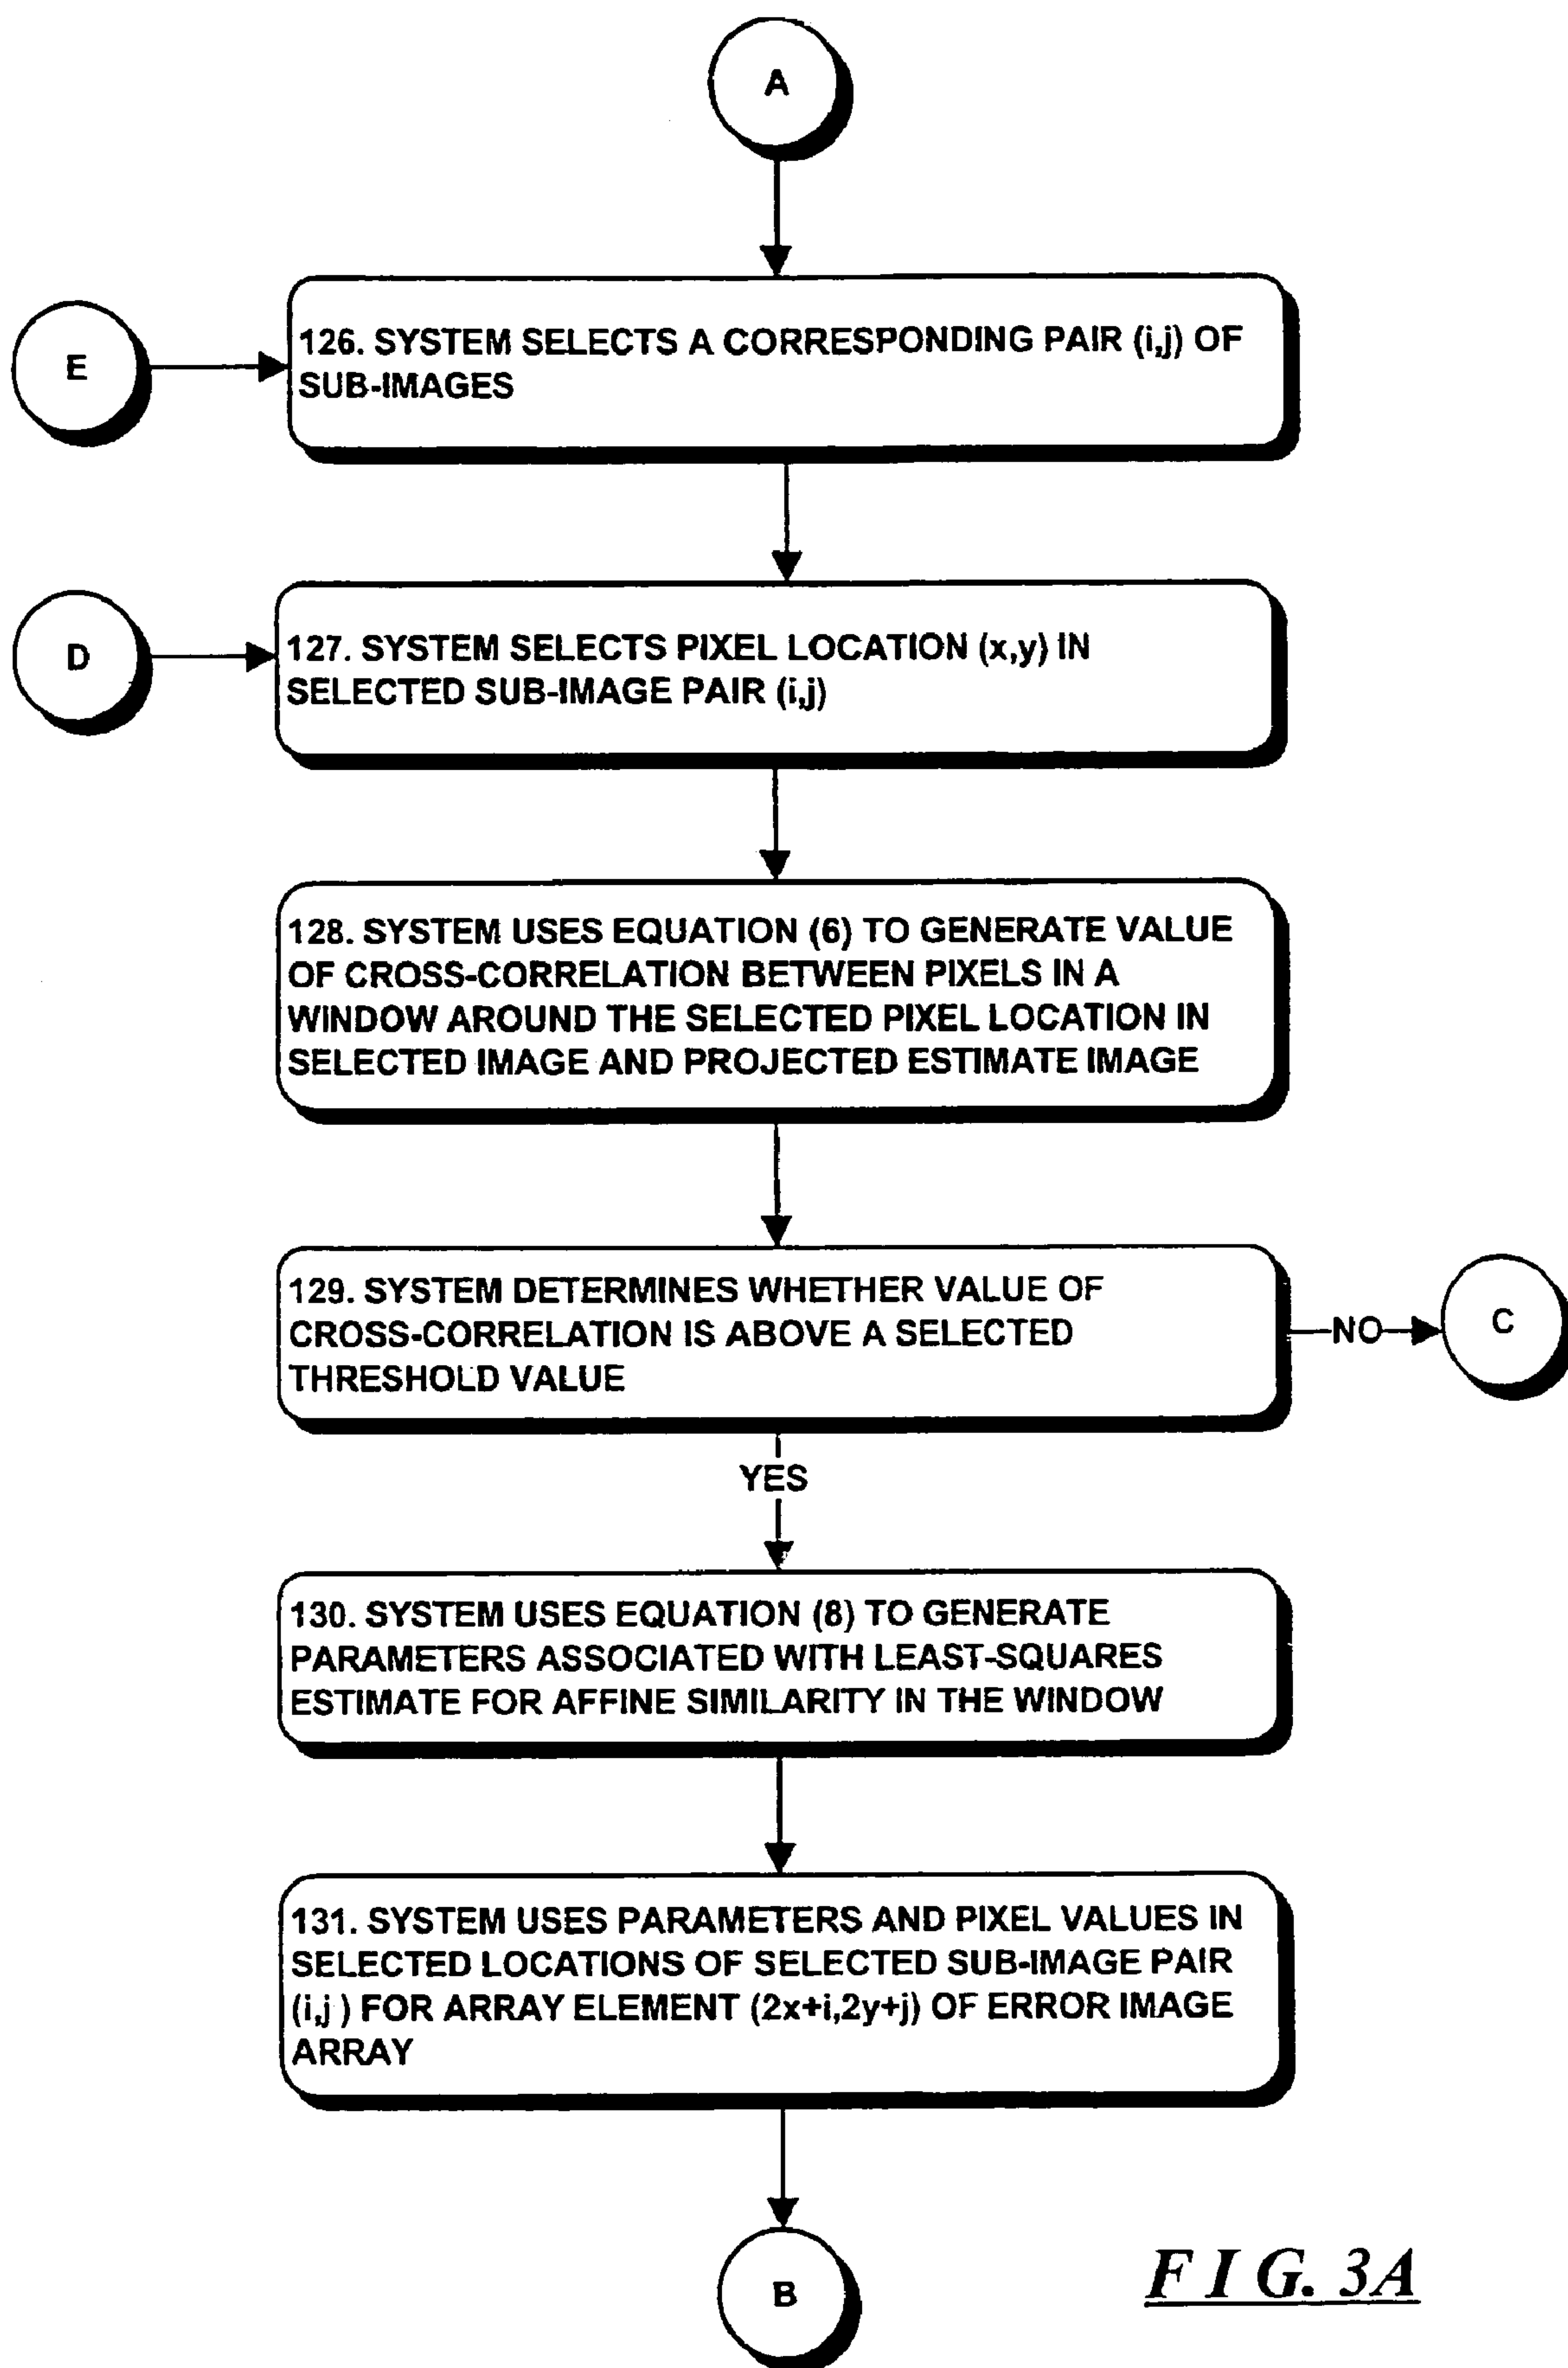 A
E
126. SYSTEM SELECTS A CORRESPONDING PAIR (i,j) OF
SUB-IMAGES
D
127. SYSTEM SELECTS PIXEL LOCATION (x,y) IN
SELECTED SUB-IMAGE PAIR (i,j)
128. SYSTEM USES EQUATION (6) TO GENERATE VALUE
OF CROSS-CORRELATION BETWEEN PIXELS IN A
WINDOW AROUND THE SELECTED PIXEL LOCATION IN
SELECTED IMAGE AND PROJECTED ESTIMATE IMAGE
129. SYSTEM DETERMINES WHETHER VALUE OF
CROSS-CORRELATION IS ABOVE A SELECTED
THRESHOLD VALUE
NO
C
YES
130. SYSTEM USES EQUATION (8) TO GENERATE
PARAMETERS ASSOCIATED WITH LEAST-SQUARES
ESTIMATE FOR AFFINE SIMILARITY IN THE WINDOW
131. SYSTEM USES PARAMETERS AND PIXEL VALUES IN
SELECTED LOCATIONS OF SELECTED SUB-IMAGE PAIR
(i,j ) FOR ARRAY ELEMENT (2x+i,2y+j) OF ERROR IMAGE
ARRAY
B
F I G. 3A